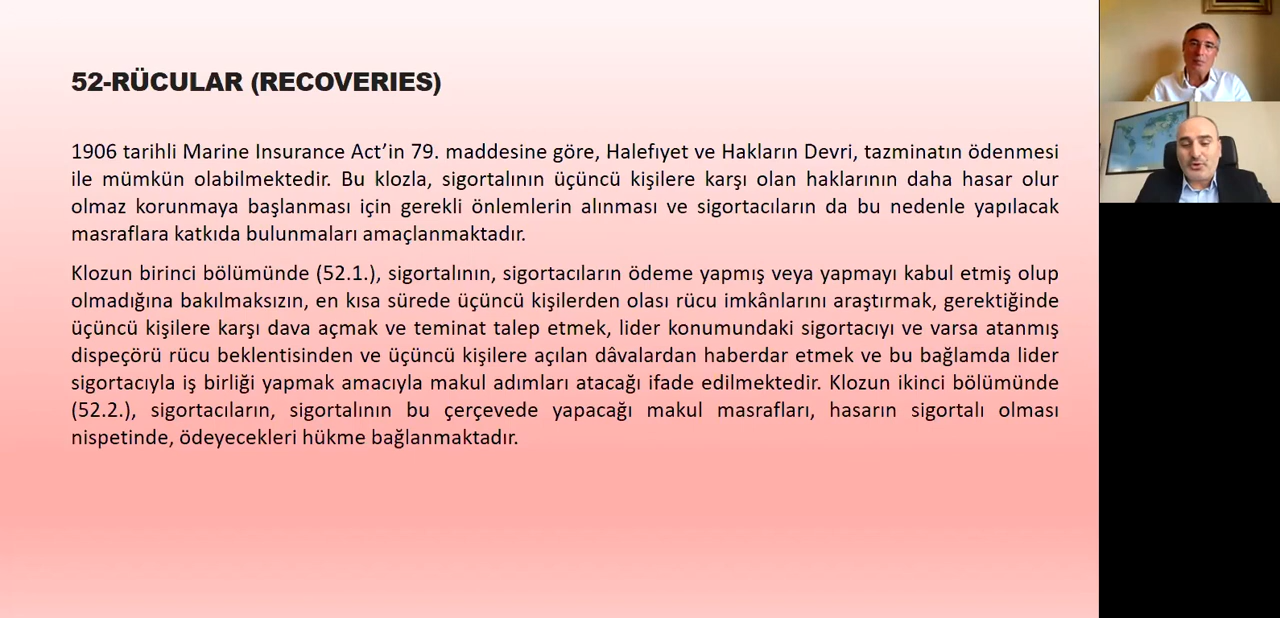 52-RÜCULAR (RECOVERIES)
1906 tarihli Marine Insurance Act’in 79. maddesine göre, Halefıyet ve Hakların Devri, tazminatın ödenmesi
ile mümkün olabilmektedir. Bu klozla, sigortalının üçüncü kişilere karşı olan haklarının daha hasar olur
olmaz korunmaya başlanması için gerekli önlemlerin alınması ve sigortacıların da bu nedenle yapılacak
masraflara katkıda bulunmaları amaçlanmaktadır.
Klozun birinci bölümünde (52.1.), sigortalının, sigortacıların ödeme yapmış veya yapmayı kabul etmiş olup
olmadığına bakılmaksızın, en kısa sürede üçüncü kişilerden olası rücu imkânlarını araştırmak, gerektiğinde
üçüncü kişilere karşı dava açmak ve teminat talep etmek, lider konumundaki sigortacıyı ve varsa atanmış
dispeçörü rücu beklentisinden ve üçüncü kişilere açılan dâvalardan haberdar etmek ve bu bağlamda lider
sigortacıyla iş birliği yapmak amacıyla makul adımları atacağı ifade edilmektedir. Klozun ikinci bölümünde
(52.2.), sigortacıların, sigortalının bu çerçevede yapacağı makul masrafları, hasarın sigortalı olması
nispetinde, ödeyecekleri hükme bağlanmaktadır.